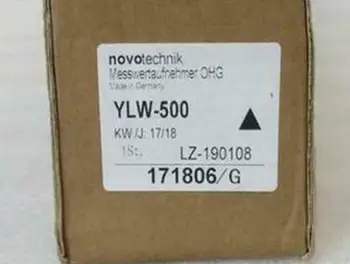 novotechnik
Messwertaufnehmer OHG
Made in Germany
YLW-500
KW /J: 17/18
1St. LZ-190108
171806/G